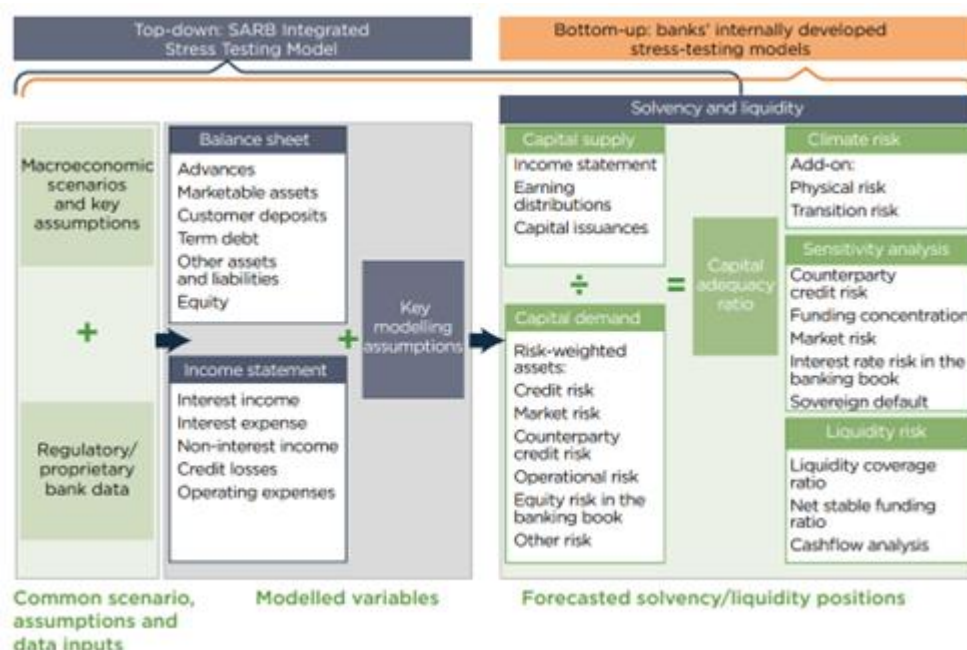 Top-down: SARB Integrated
Stress Testing Model
Bottom-up: banks' internally developed
stress-testing models
Solvency and liquidity
Macroeconomic
scenarios
and key
assumptions
+
Regulatory/
proprietary
bank data
Balance sheet
Advances
Marketable assets
Customer deposits
Term debt
Other assets
and liabilities
Equity
+
Income statement
Interest income
Interest expense
Non-interest income
Credit losses
Operating expenses
Key
modelling
assumptions
Capital supply
Income statement
Earning
distributions
Capital issuances
÷
Capital demand
Risk-weighted
assets:
Credit risk
Market risk
Counterparty
credit risk
Operational risk
Equity risk in the
banking book
Other risk
=
Capital
adequacy
ratio
Climate risk
Add-on:
Physical risk
Transition risk
Sensitivity analysis
Counterparty
credit risk
Funding concentration
Market risk
Interest rate risk in the
banking book
Sovereign default
Liquidity risk
Liquidity coverage
ratio
Net stable funding
ratio
Cashflow analysis
Common scenario,
assumptions and
data inputs
Modelled variables
Forecasted solvency/liquidity positions